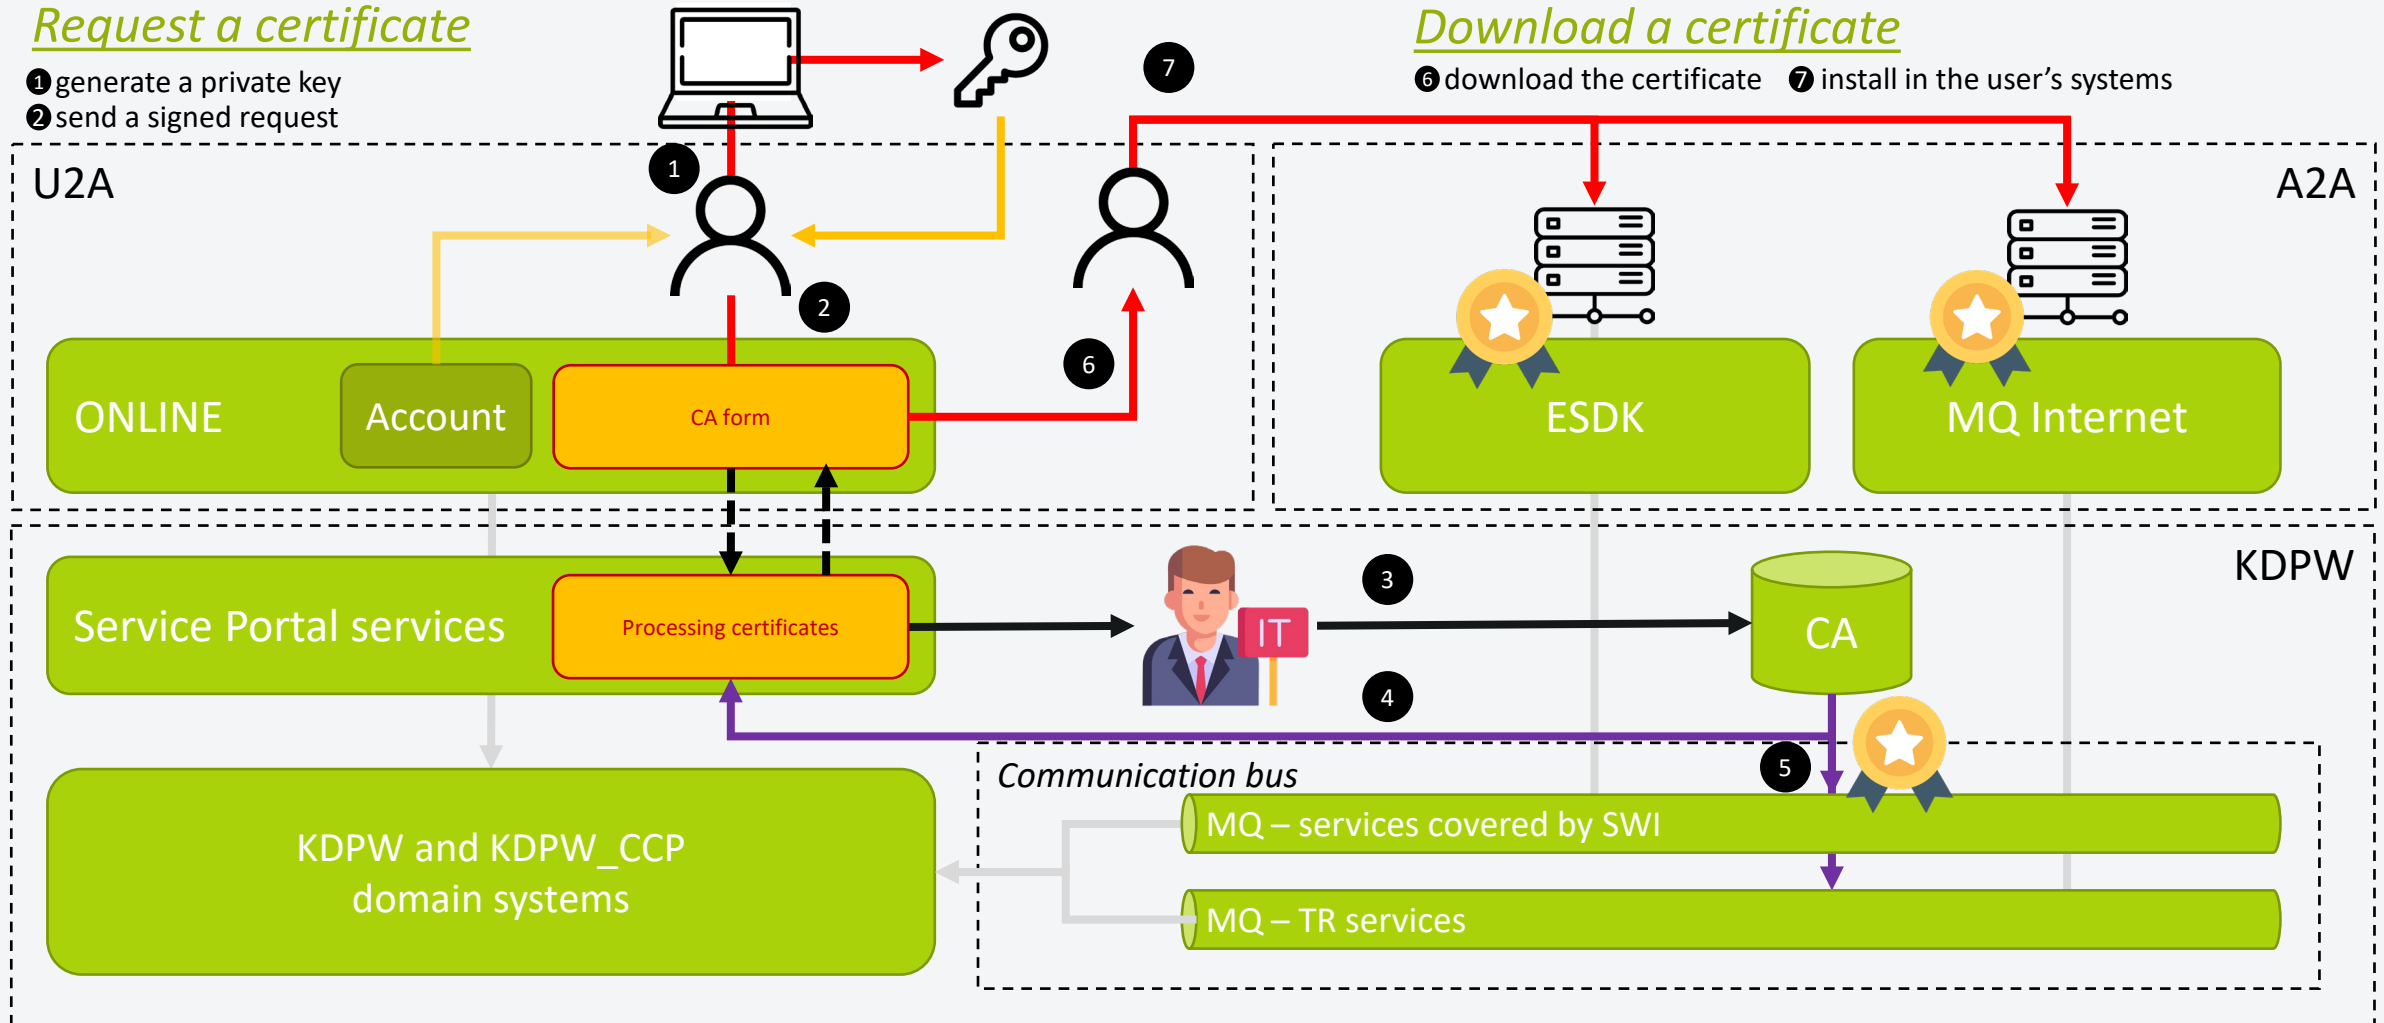 Request a certificate
1 generate a private key
2 send a signed request
Download a certificate
6 download the certificate 7 install in the user's systems
7
1
U2A
A2A
2
6
ONLINE
Account
CA form
ESDK
MQ Internet
KDPW
3
Service Portal services
Processing certificates
IT
CA
4
5
Communication bus
MQ – services covered by SWI
KDPW and KDPW_CCP
domain systems
MQ – TR services